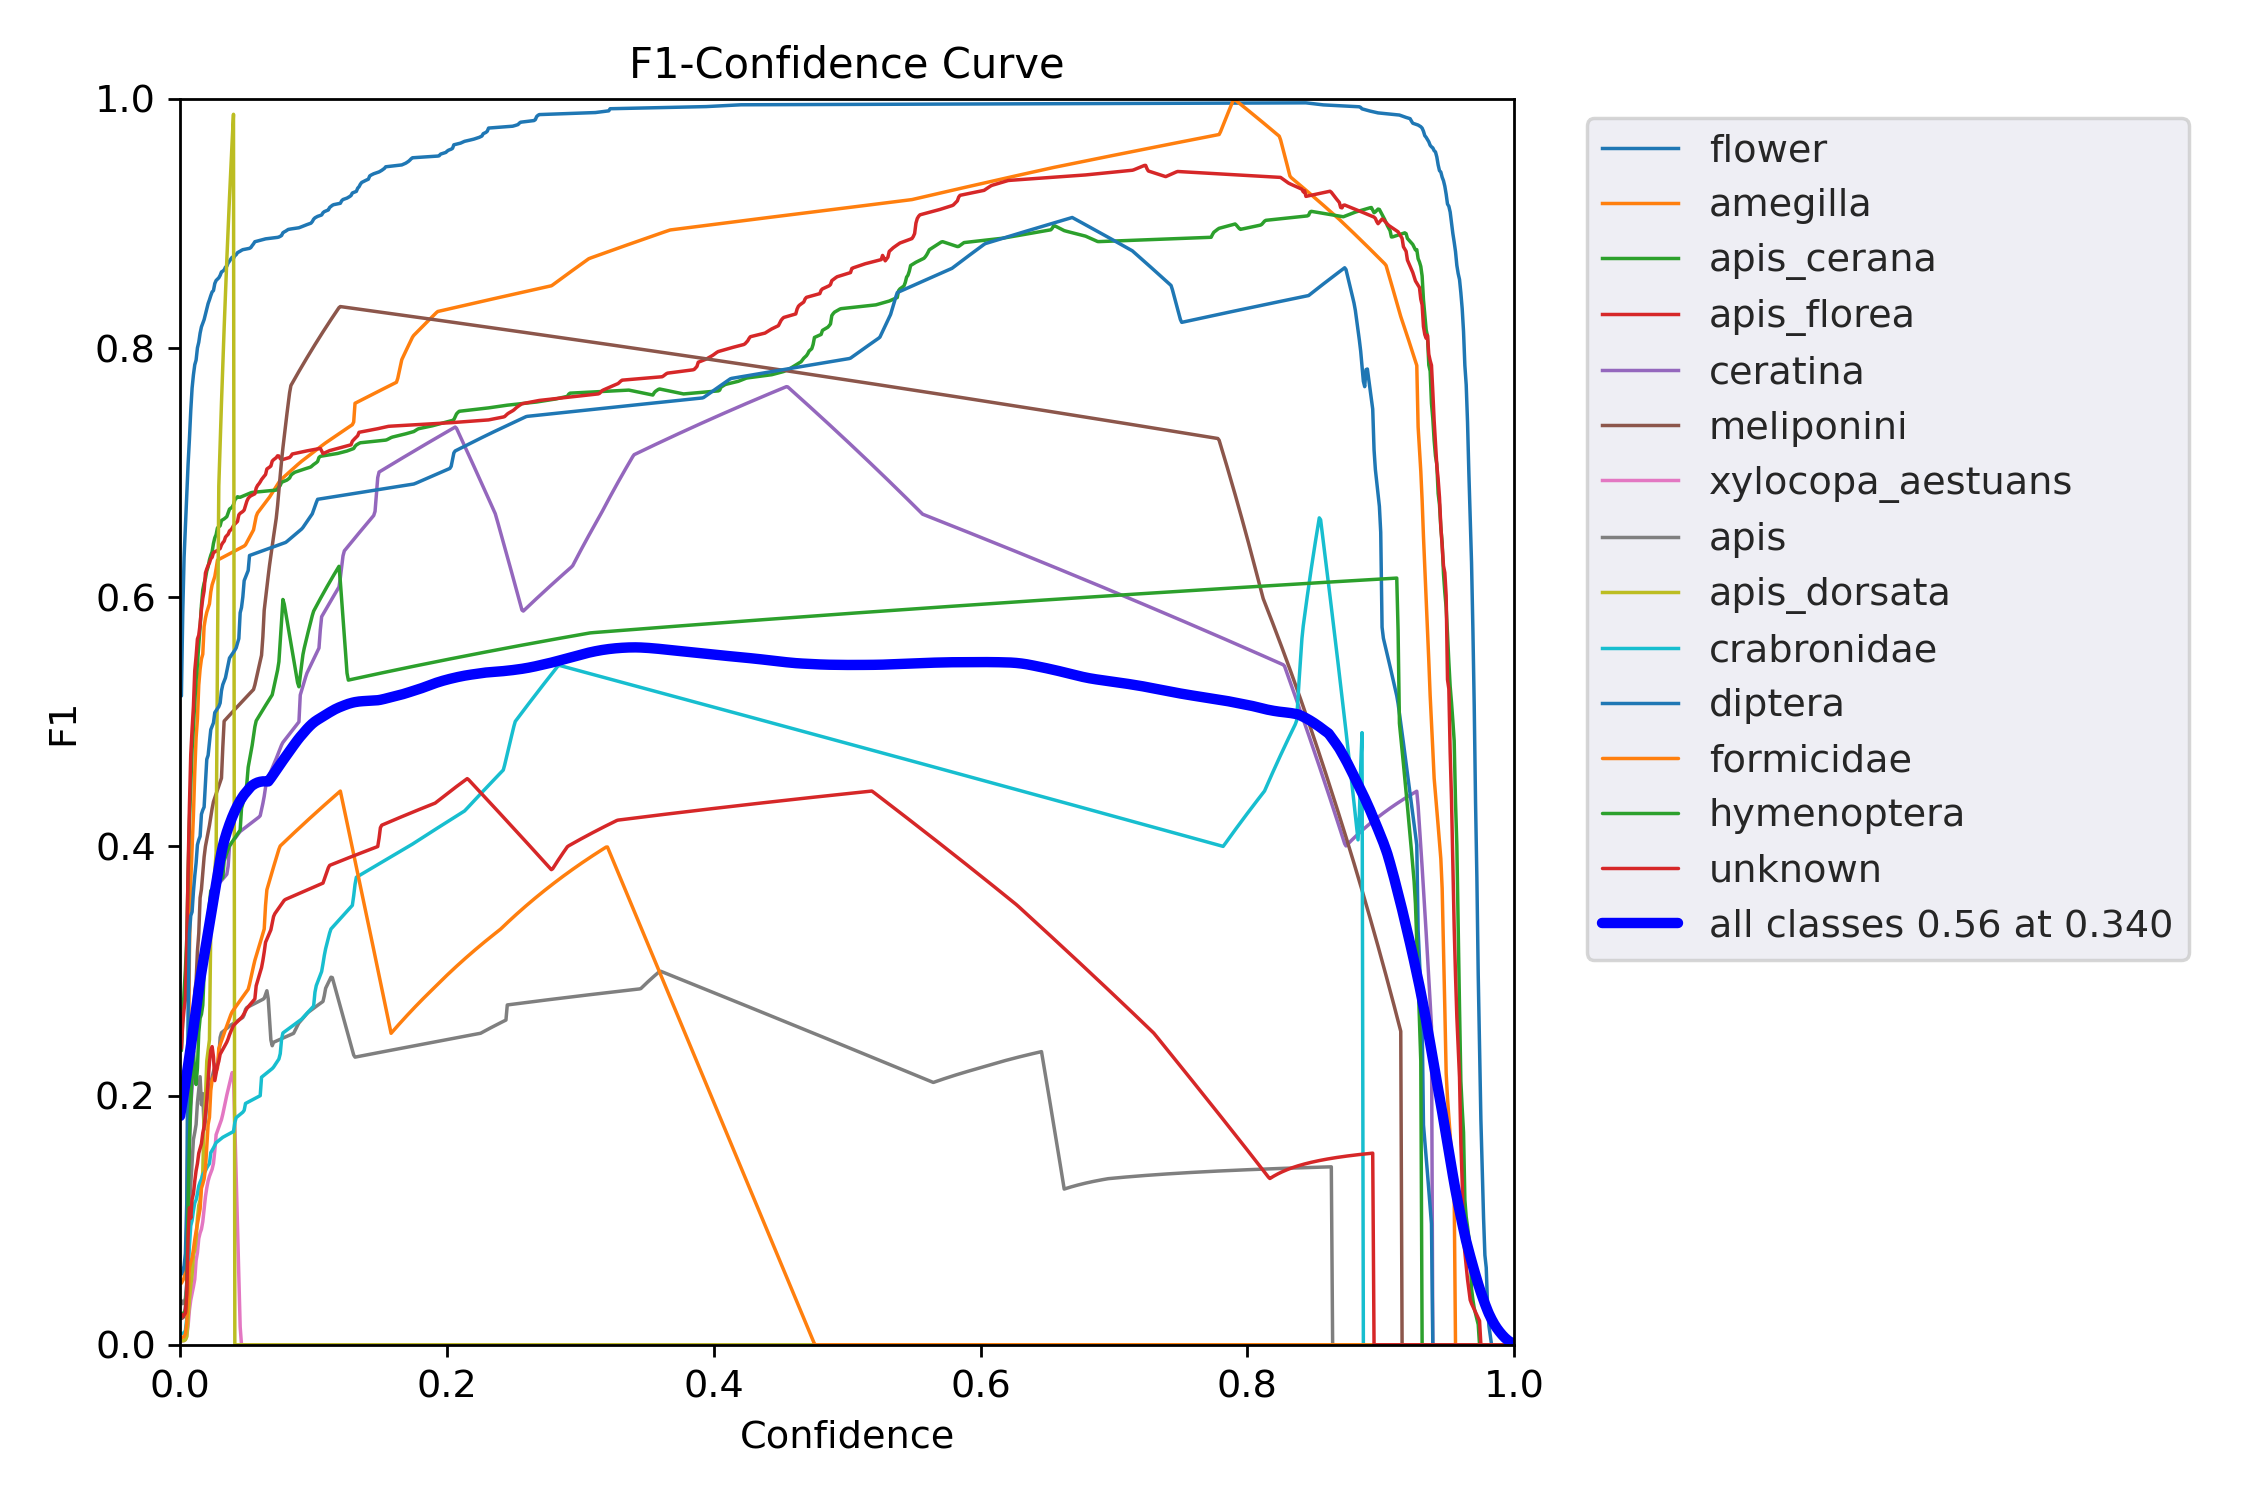 F1-Confidence Curve
1.0
0.8
0.6
0.4
0.2
0.0
F1
0.0 0.2 0.4 0.6 0.8 1.0
Confidence
flower
amegilla
apis_cerana
apis_florea
ceratina
meliponini
xylocopa_aestuans
apis
apis_dorsata
crabronidae
diptera
formicidae
hymenoptera
unknown
all classes 0.56 at 0.340